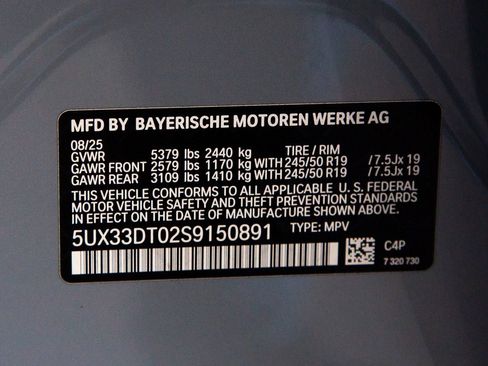 MFD BY BAYERISCHE MOTOREN WERKE AG
08/25
GVWR 5379 lbs 2440 kg TIRE / RIM
GAWR FRONT 2579 lbs 1170 kg WITH 245/50 R19 /7.5Jx 19
GAWR REAR 3109 lbs 1410 kg WITH 245/50 R19 /7.5Jx 19
THIS VEHICLE CONFORMS TO ALL APPLICABLE U. S. FEDERAL
MOTOR VEHICLE SAFETY AND THEFT PREVENTION STANDARDS
IN EFFECT ON THE DATE OF MANUFACTURE SHOWN ABOVE.
5UX33DT02S9150891 TYPE: MPV
C4P
7 320 730